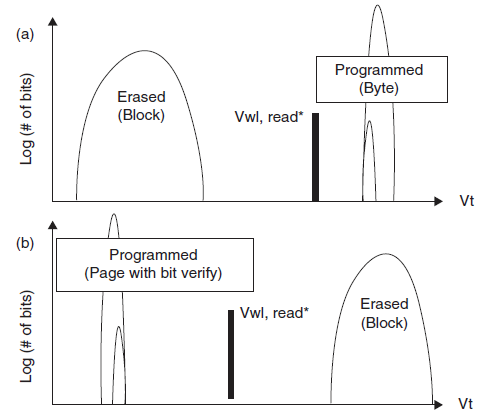 (a)
Log (# of bits)
Erased
(Block)
Vwl, read*
Programmed
(Byte)
Vt
(b)
Log (# of bits)
Programmed
(Page with bit verify)
Vwl, read*
Erased
(Block)
Vt